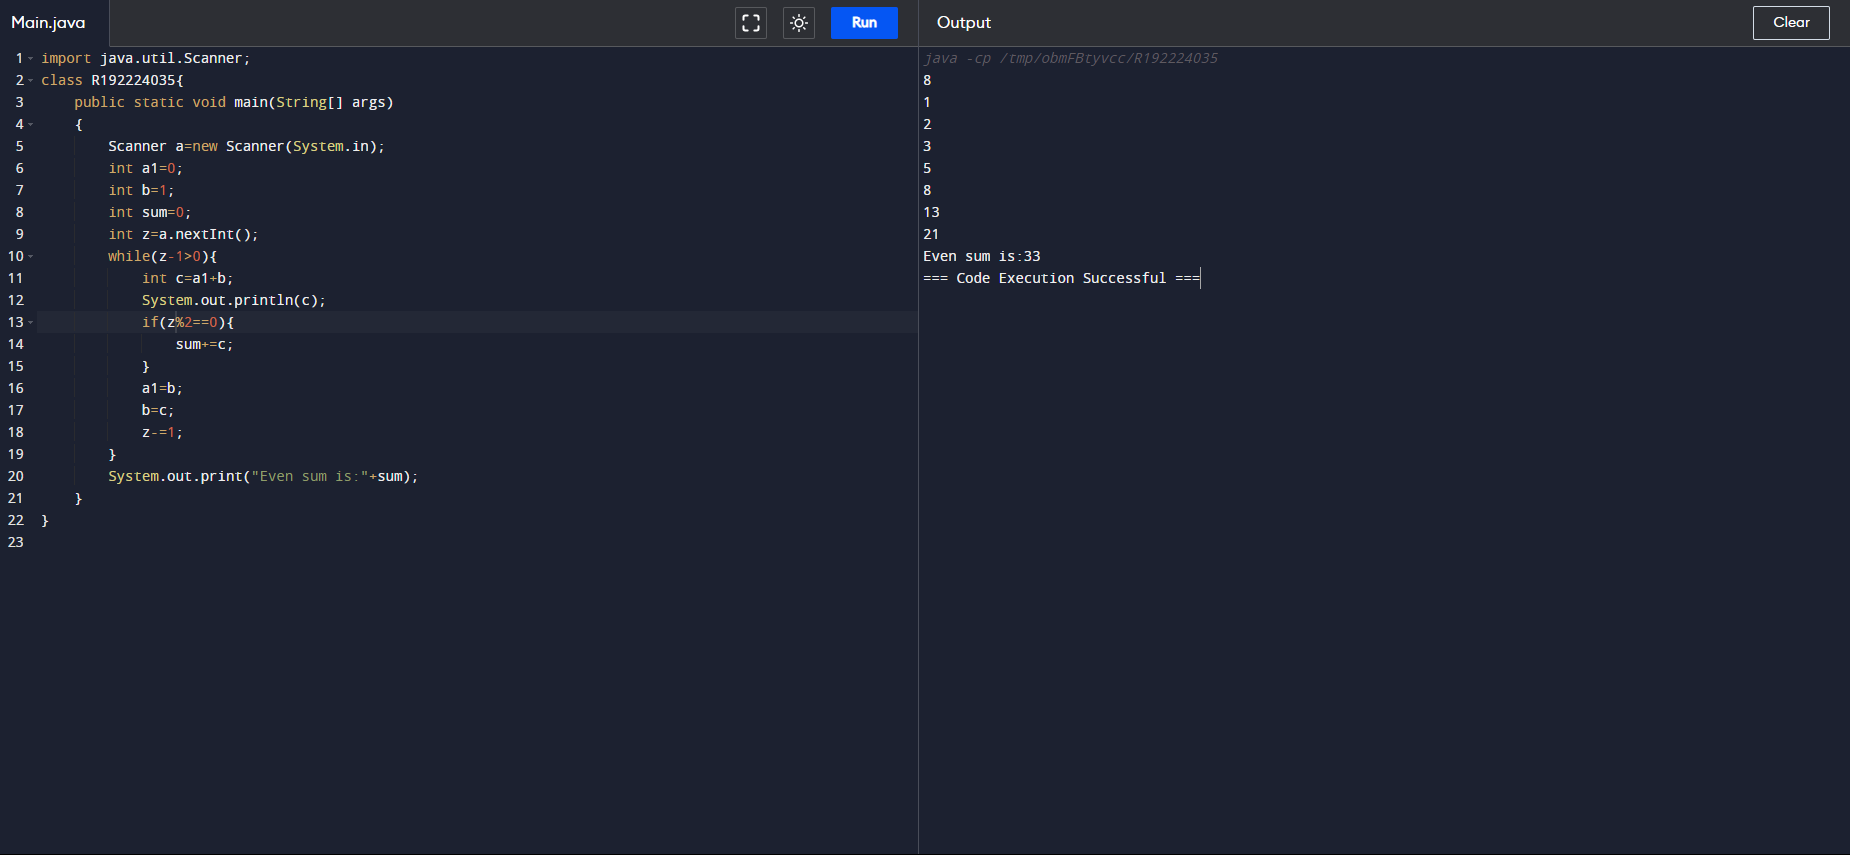 Main.java
Run
Output
Clear
1 import java.util.Scanner;
2 class R192224035{
3 public static void main(String[] args)
4 {
5 Scanner a=new Scanner(System.in);
6 int a1=0;
7 int b=1;
8 int sum=0;
9 int z=a.nextInt();
10 while(z-1>0){
11 int c=a1+b;
12 System.out.println(c);
13 if(z%2==0){
14 sum+=c;
15 }
16 a1=b;
17 b=c;
18 z-=1;
19 }
20 System.out.print("Even sum is:"+sum);
21 }
22 }
23
java -cp /tmp/obmFBtyvcc/R192224035
8
1
2
3
5
8
13
21
Even sum is:33
=== Code Execution Successful ===